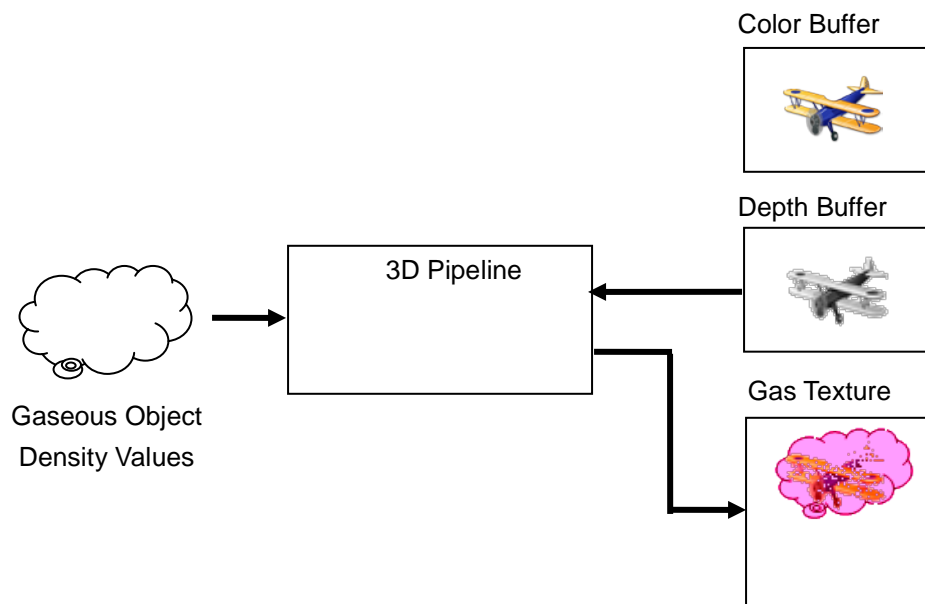 Color Buffer
Depth Buffer
3D Pipeline
Gaseous Object
Density Values
Gas Texture